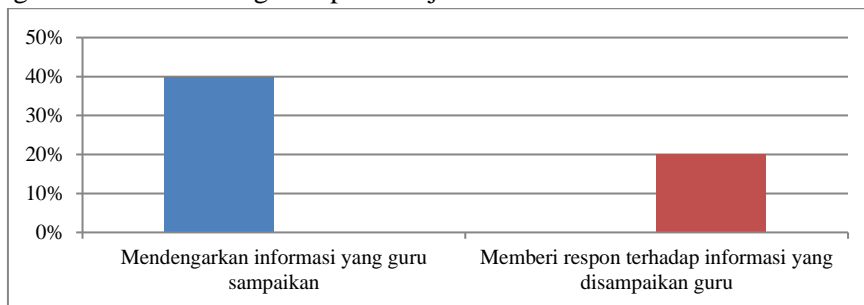 50%
40%
30%
20%
10%
0%
Mendengarkan informasi yang guru
sampaikan
Memberi respon terhadap informasi yang
disampaikan guru